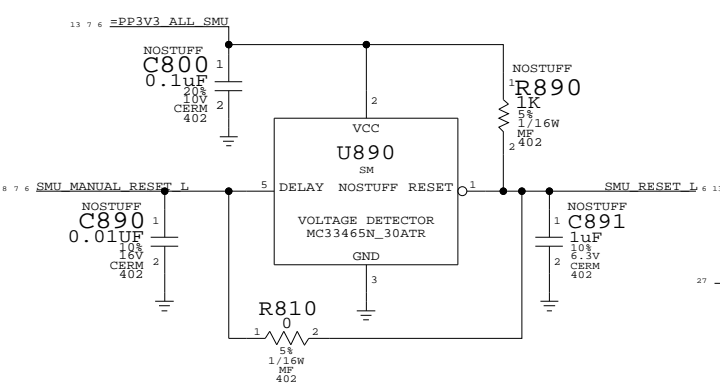 13 7 6 =PP3V3_ALL_SMU
NOSTUFF
C800 1
0.1uF
20%
10V
CERM 2
402
NOSTUFF
1 R890
1K
5%
1/16W
MF
2 402
2
VCC
U890
SM
8 7 6 SMU_MANUAL_RESET_L
5 DELAY NOSTUFF RESET 1
SMU_RESET_L 6 13
VOLTAGE DETECTOR
MC33465N_30ATR
GND
3
NOSTUFF
C890 1
0.01UF
10%
16V
CERM 2
402
NOSTUFF
1 C891
1uF
10%
6.3V
2 CERM
402
27
R810
0
1 2
5%
1/16W
MF
402